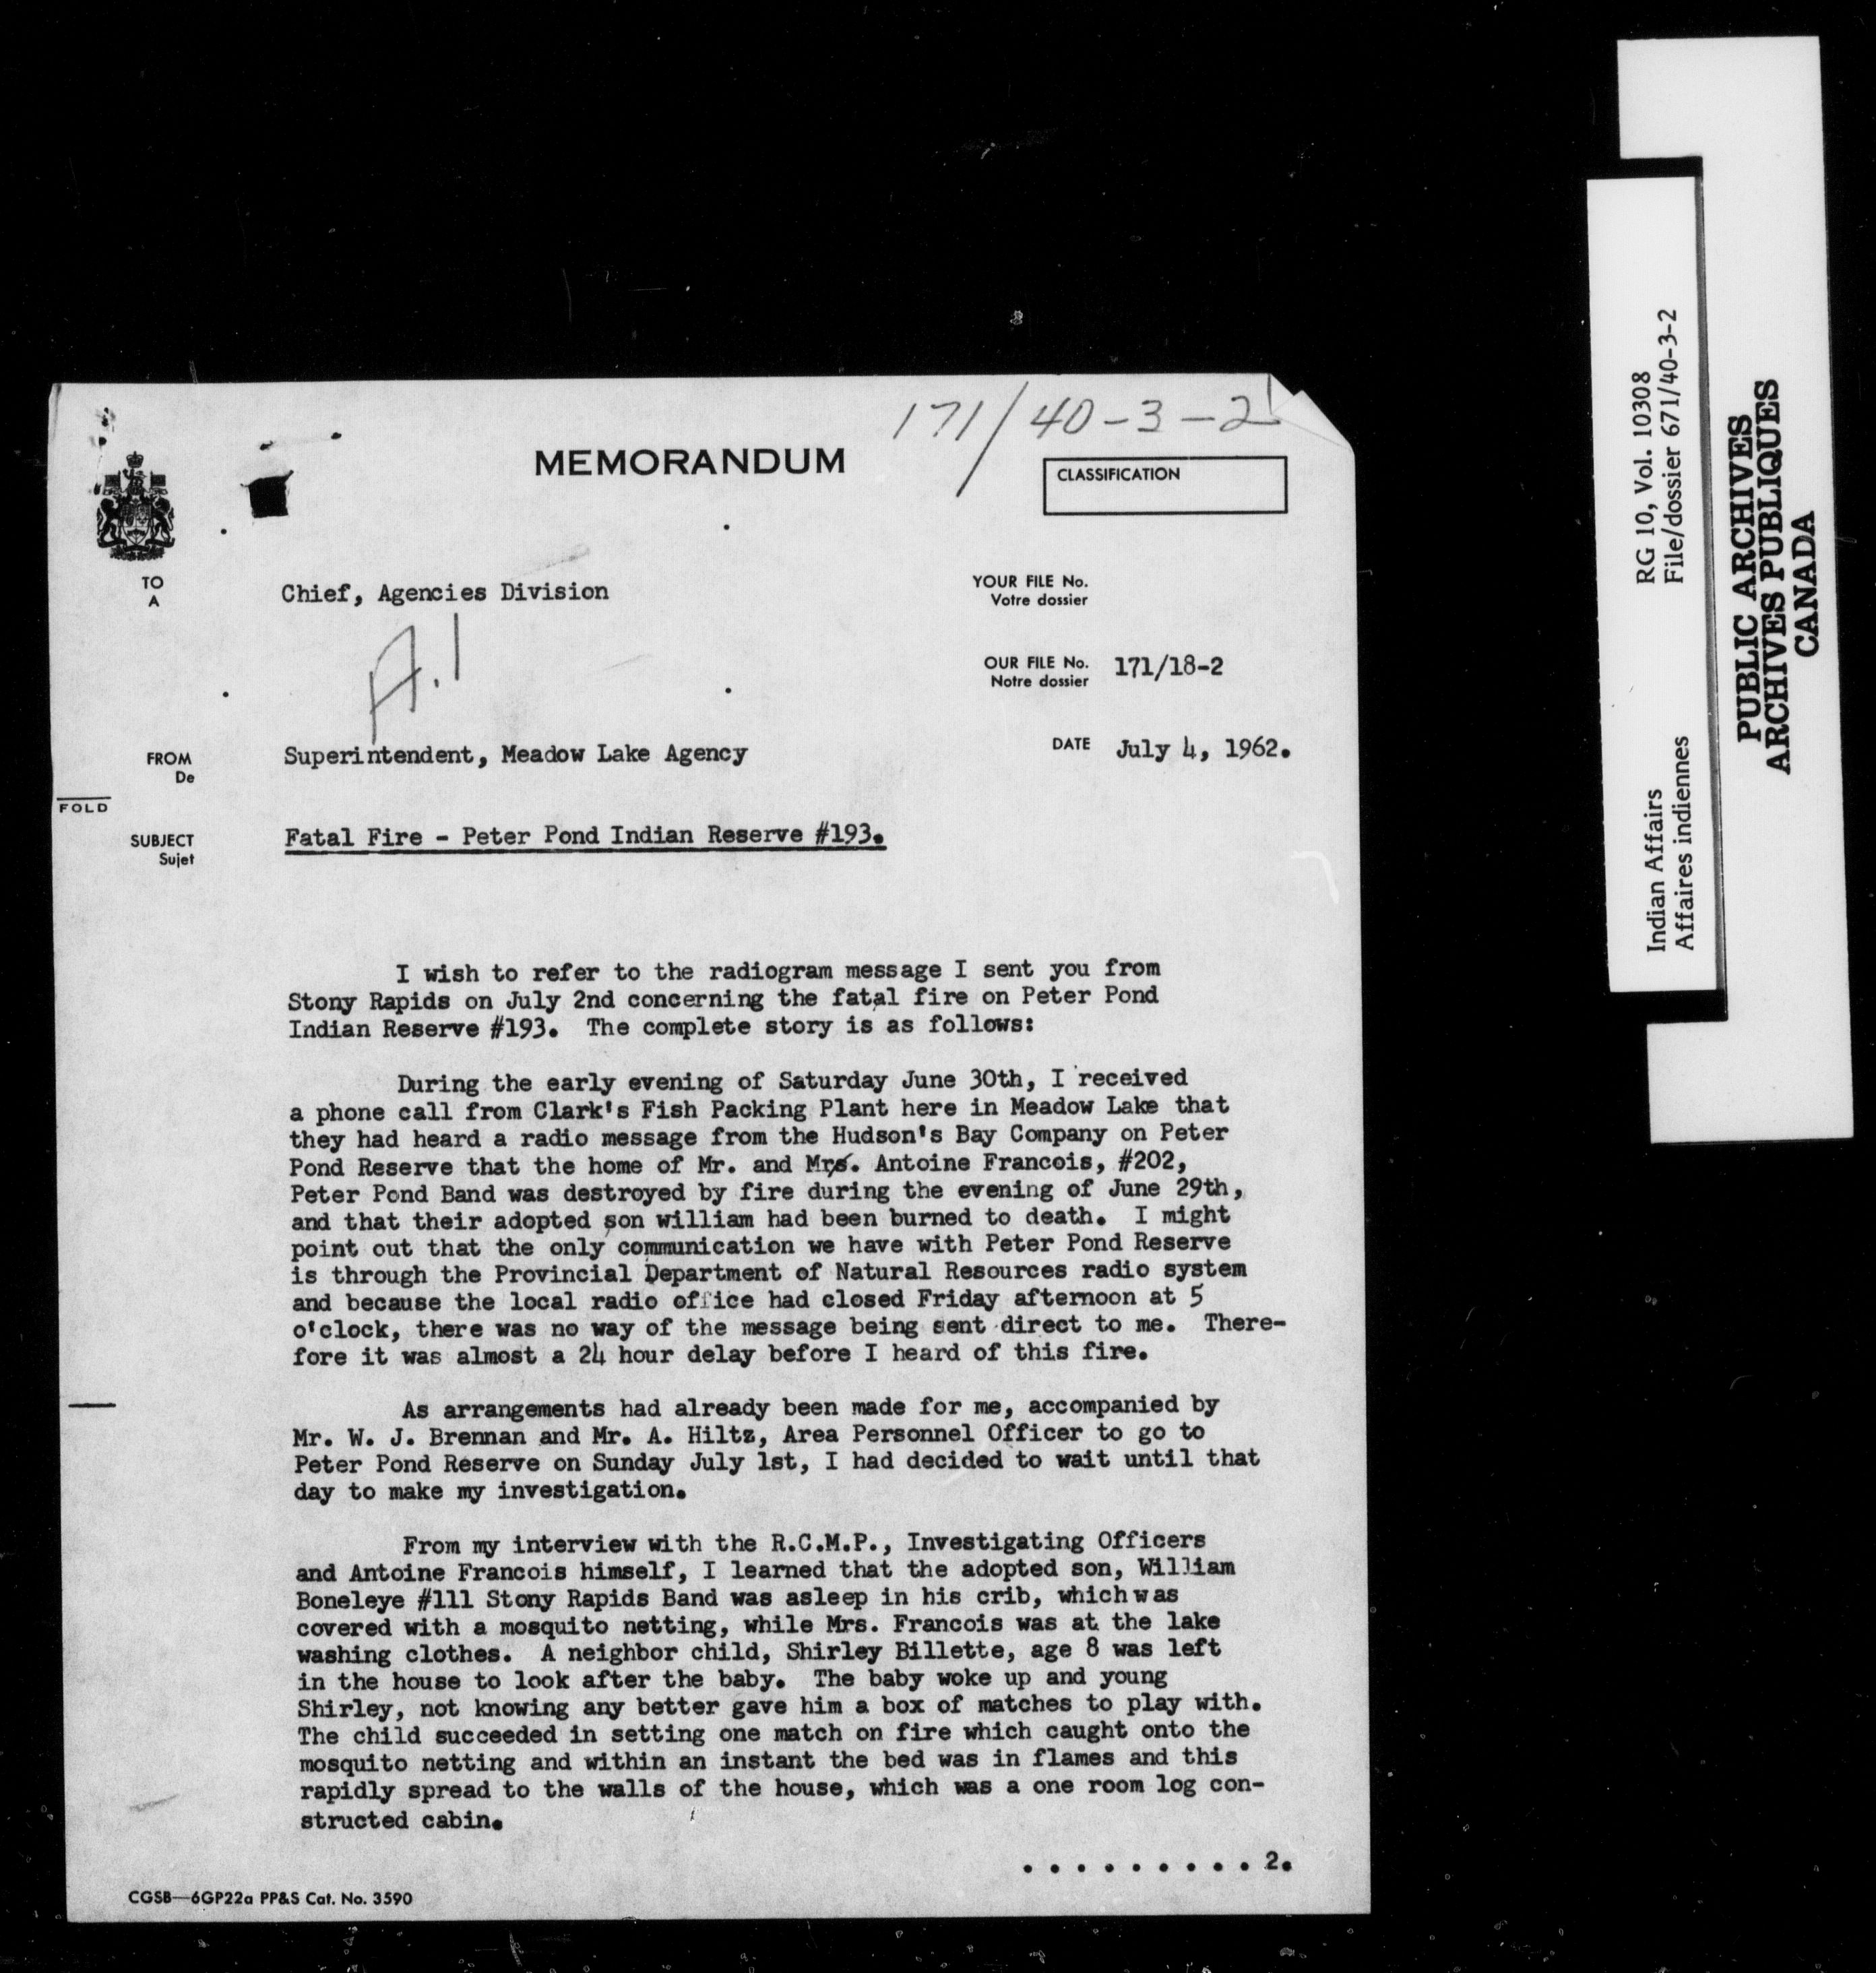 171/40-3-2
MEMORANDUM
CLASSIFICATION
TO
A
Chief, Agencies Division
YOUR FILE No.
Votre dossier
A.1
OUR FILE No. 171/18-2
Notre dossier
FROM
De
Superintendent, Meadow Lake Agency
DATE July 4, 1962.
FOLD
SUBJECT
Sujet
Fatal Fire - Peter Pond Indian Reserve #193.
I wish to refer to the radiogram message I sent you from
Stony Rapids on July 2nd concerning the fatal fire on Peter Pond
Indian Reserve #193. The complete story is as follows:
During the early evening of Saturday June 30th, I received
a phone call from Clark's Fish Packing Plant here in Meadow Lake that
they had heard a radio message from the Hudson's Bay Company on Peter
Pond Reserve that the home of Mr. and Mrs. Antoine Francois, #202,
Peter Pond Band was destroyed by fire during the evening of June 29th,
and that their adopted son william had been burned to death. I might
point out that the only communication we have with Peter Pond Reserve
is through the Provincial Department of Natural Resources radio system
and because the local radio office had closed Friday afternoon at 5
o'clock, there was no way of the message being sent direct to me. There-
fore it was almost a 24 hour delay before I heard of this fire.
As arrangements had already been made for me, accompanied by
Mr. W. J. Brennan and Mr. A. Hiltz, Area Personnel Officer to go to
Peter Pond Reserve on Sunday July 1st, I had decided to wait until that
day to make my investigation.
From my interview with the R.C.M.P., Investigating Officers
and Antoine Francois himself, I learned that the adopted son, William
Boneleye #111 Stony Rapids Band was asleep in his crib, which was
covered with a mosquito netting, while Mrs. Francois was at the lake
washing clothes. A neighbor child, Shirley Billette, age 8 was left
in the house to look after the baby. The baby woke up and young
Shirley, not knowing any better gave him a box of matches to play with.
The child succeeded in setting one match on fire which caught onto the
mosquito netting and within an instant the bed was in flames and this
rapidly spread to the walls of the house, which was a one room log con-
structed cabin.
. . . . . . . . . 2.
CGSB—6GP22a PP&S Cat. No. 3590
Indian Affairs RG 10, Vol. 10308
Affaires indiennes File/dossier 671/40-3-2
PUBLIC ARCHIVES
ARCHIVES PUBLIQUES
CANADA